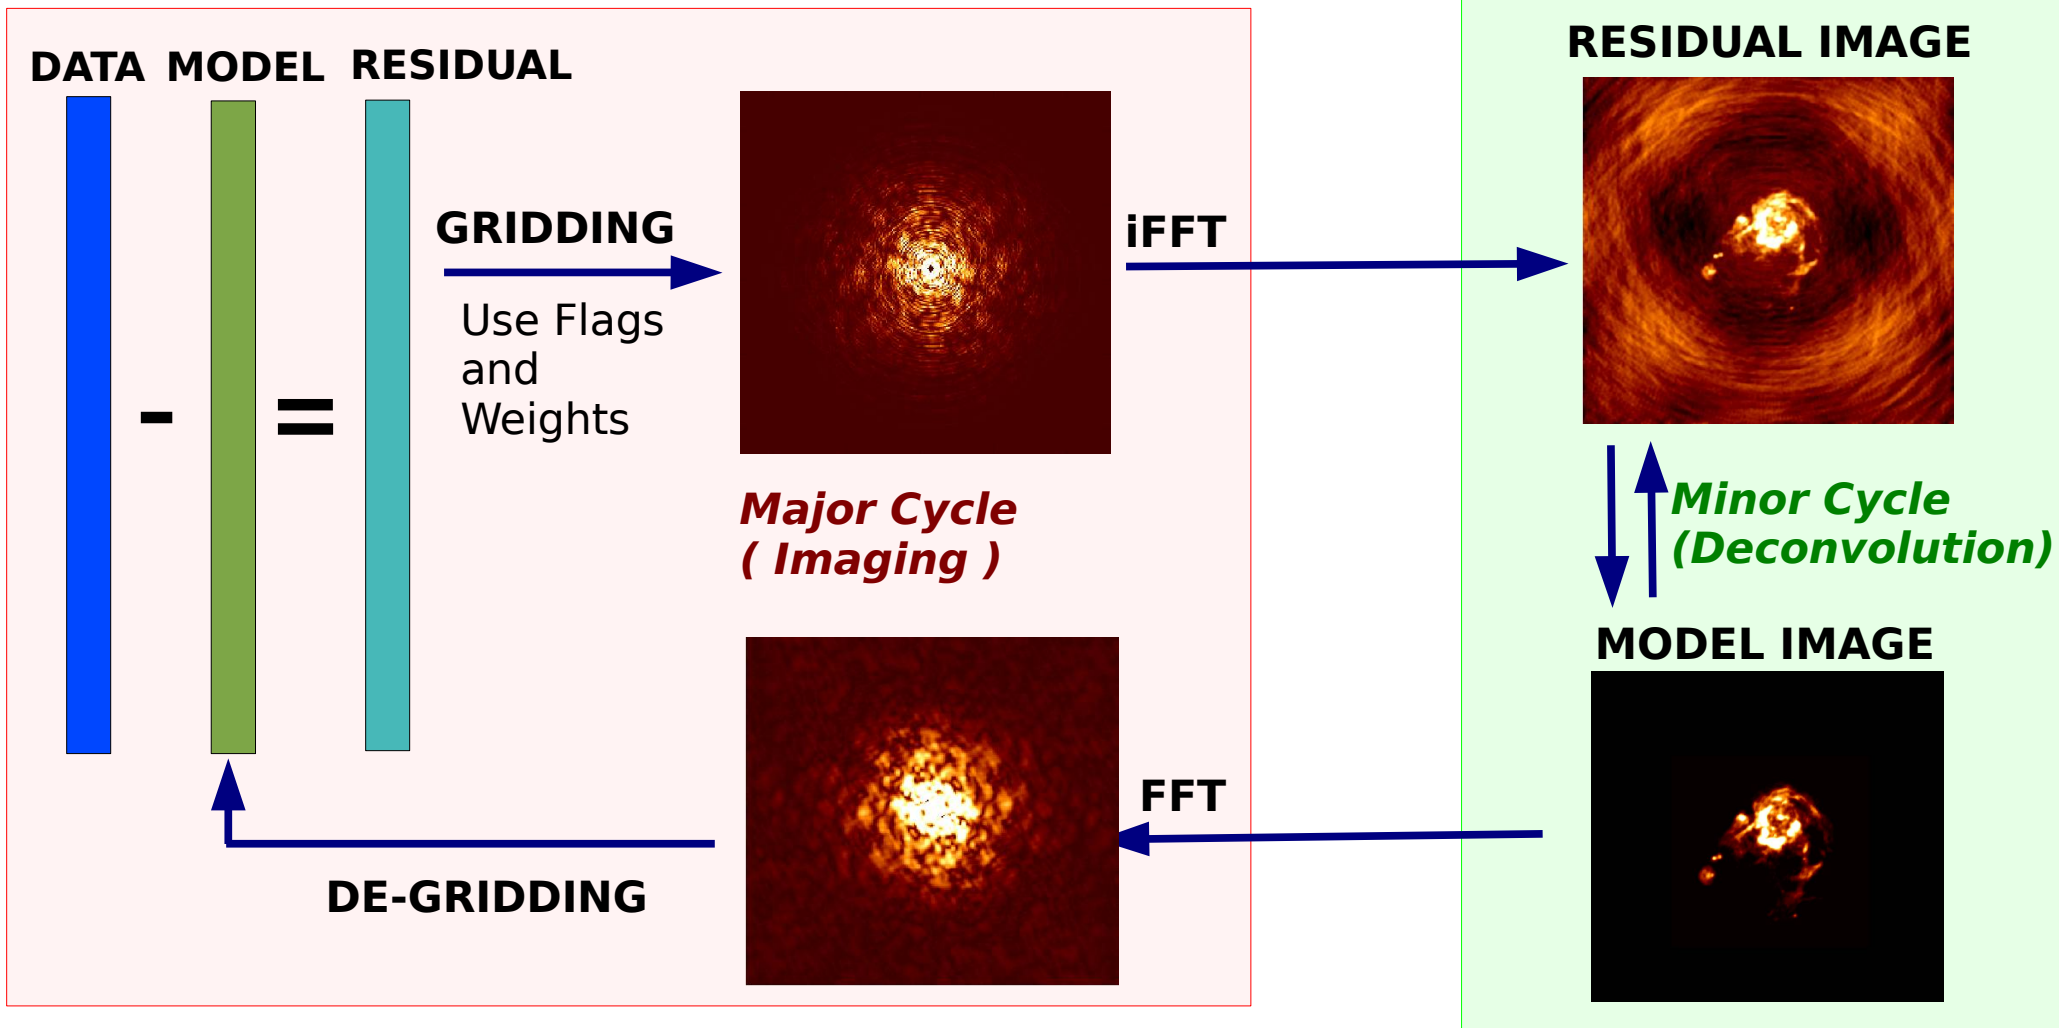 DATA MODEL RESIDUAL
RESIDUAL IMAGE
GRIDDING
iFFT
Use Flags
and
Weights
-
=
Major Cycle
( Imaging )
Minor Cycle
(Deconvolution)
MODEL IMAGE
FFT
DE-GRIDDING